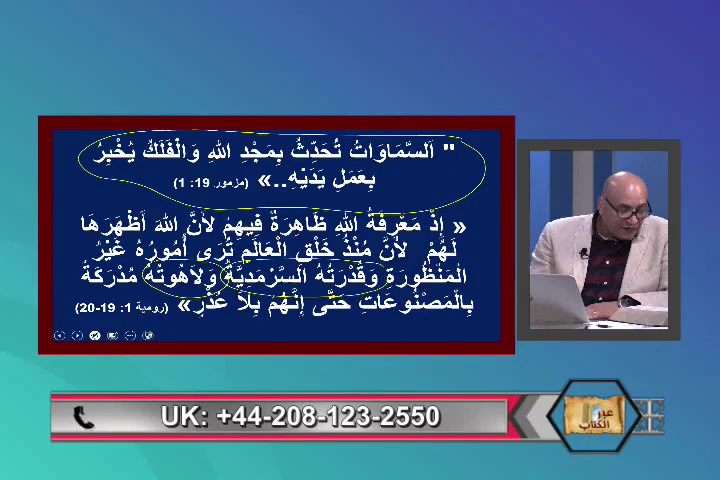 " اَلسَّمَاوَاتُ تُحَدِّثُ بِمَجْدِ اللهِ وَالْفَلَكُ يُخْبِرُ
بِعَمَلِ يَدَيْهِ..» (مزمور 19: 1)
« إِذْ مَعْرِفَةُ اللهِ ظَاهِرَةٌ فِيهِمْ لأَنَّ اللهَ أَظْهَرَهَا
لَهُمْ لأَنَّ مُنْذُ خَلْقِ الْعَالَمِ تُرَى أُمُورُهُ غَيْرُ
الْمَنْظُورَةِ وَقُدْرَتُهُ السَّرْمَدِيَّةُ وَلاَهُوتُهُ مُدْرَكَةً
بِالْمَصْنُوعَاتِ حَتَّى إِنَّهُمْ بِلاَ عُذْرٍ» (رومية 1: 19-20)
UK: +44-208-123-2550
عبر
الكتاب